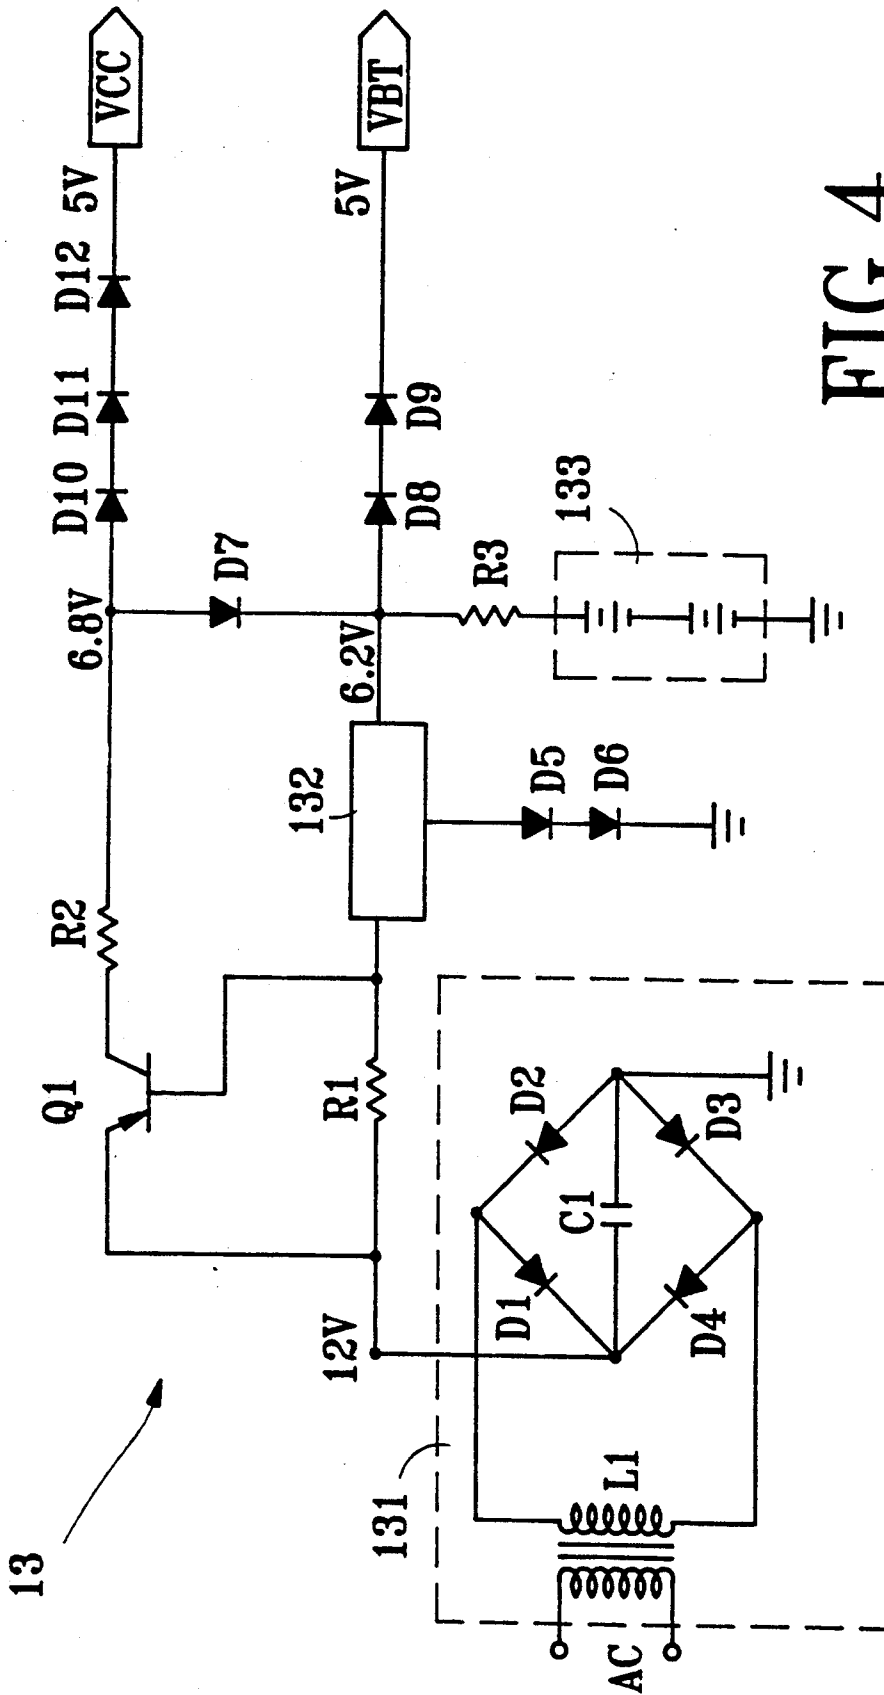 13
Q1
R2
6.8V
D10
D11
D12
5V
VCC
D7
12V
R1
132
6.2V
D8
D9
5V
VBT
D5
D6
R3
133
131
AC
L1
D1
D2
C1
D4
D3
FIG 4